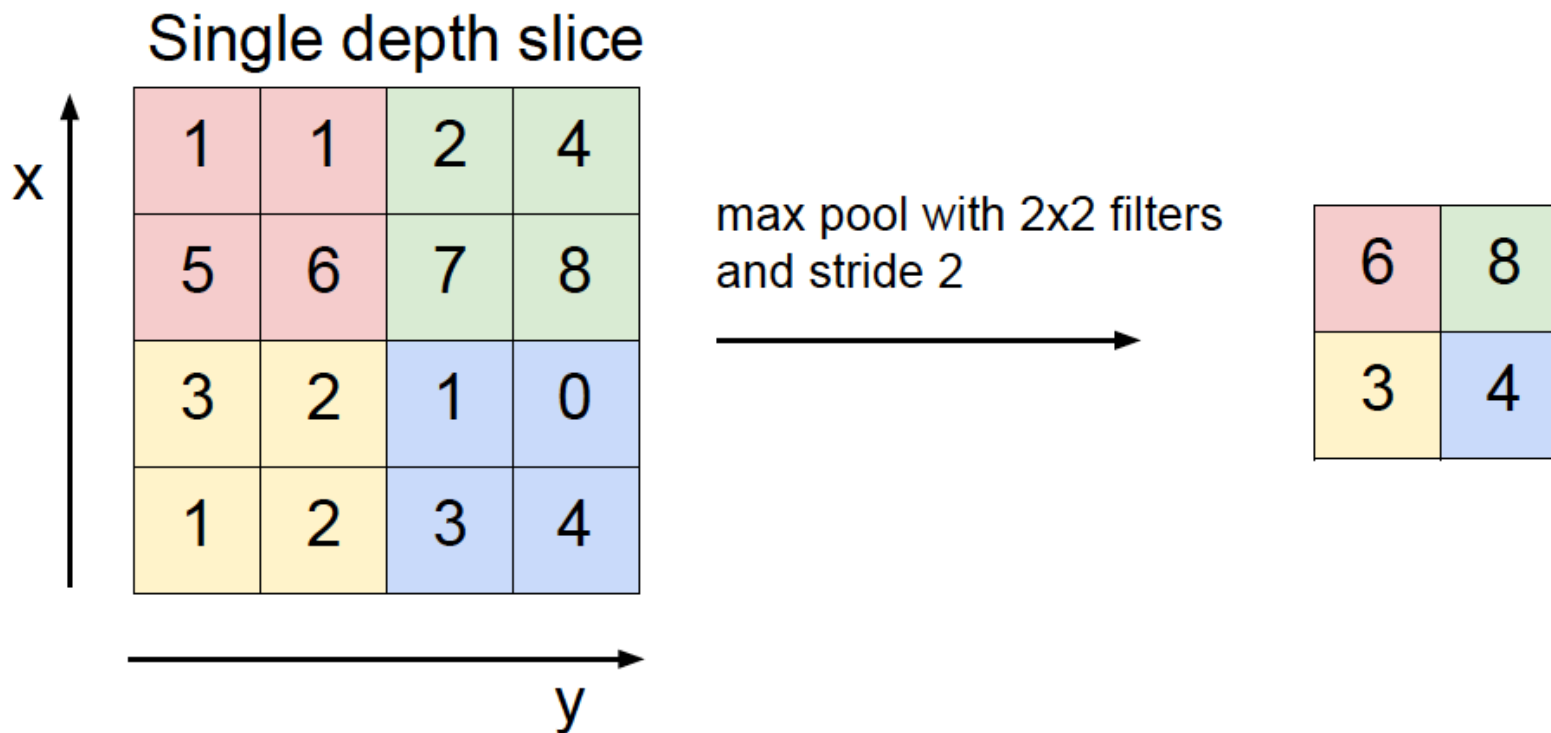 Single depth slice
x
1 1 2 4
5 6 7 8
3 2 1 0
1 2 3 4
y
max pool with 2x2 filters
and stride 2
6 8
3 4